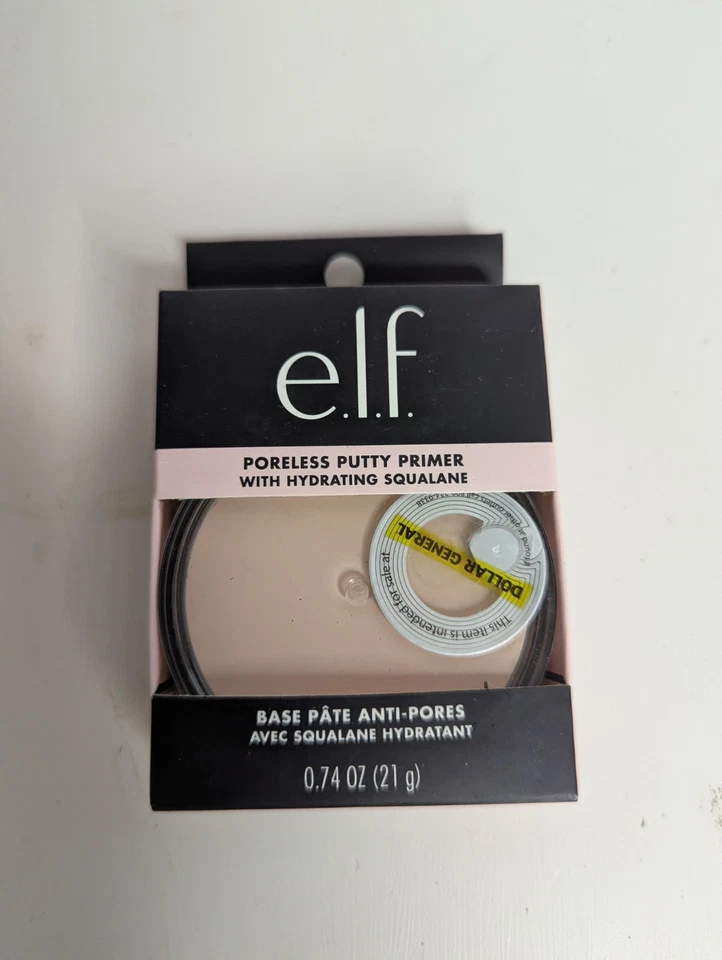 e.l.f.
PORELESS PUTTY PRIMER
WITH HYDRATING SQUALANE
This item is intended for sale at
DOLLAR GENERAL
BASE PÂTE ANTI-PORES
AVEC SQUALANE HYDRATANT
0.74 OZ (21 g)